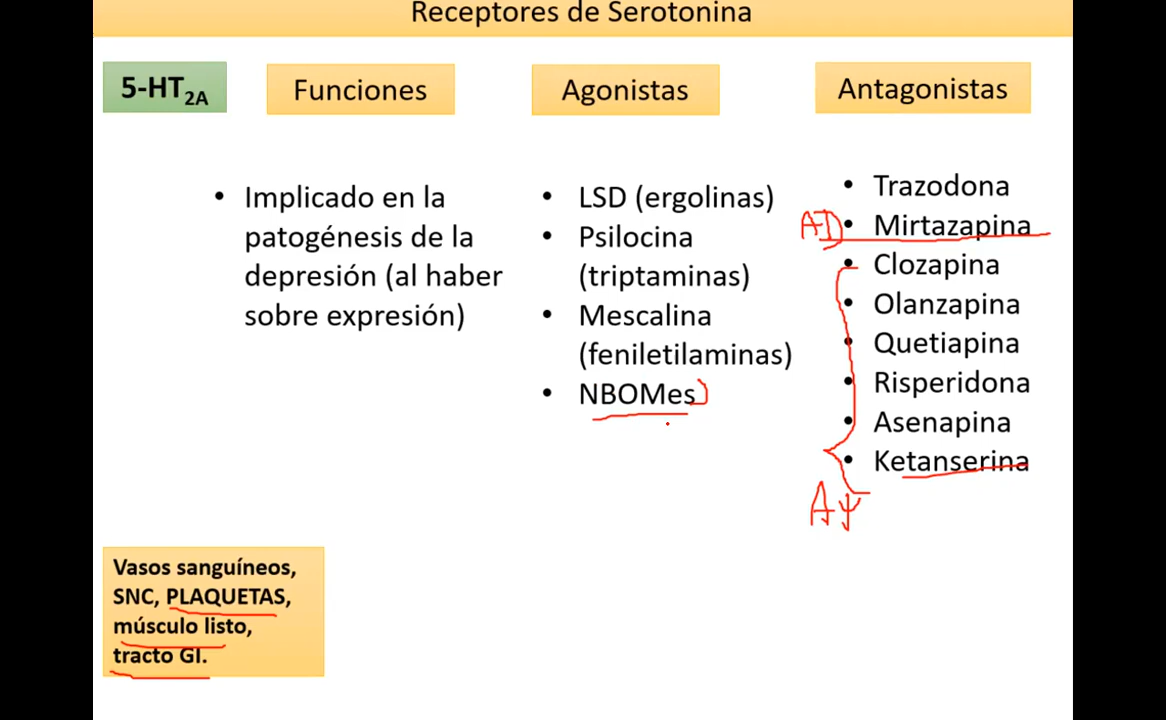 Receptores de Serotonina
5-HT2A
Funciones
Agonistas
Antagonistas
• Implicado en la
patogénesis de la
depresión (al haber
sobre expresión)
• LSD (ergolinas)
• Psilocina
(triptaminas)
• Mescalina
(feniletilaminas)
• NBOMes
• Trazodona
AD
• Mirtazapina
• Clozapina
• Olanzapina
• Quetiapina
• Risperidona
• Asenapina
• Ketanserina
AΨ
Vasos sanguíneos,
SNC, PLAQUETAS,
músculo listo,
tracto GI.